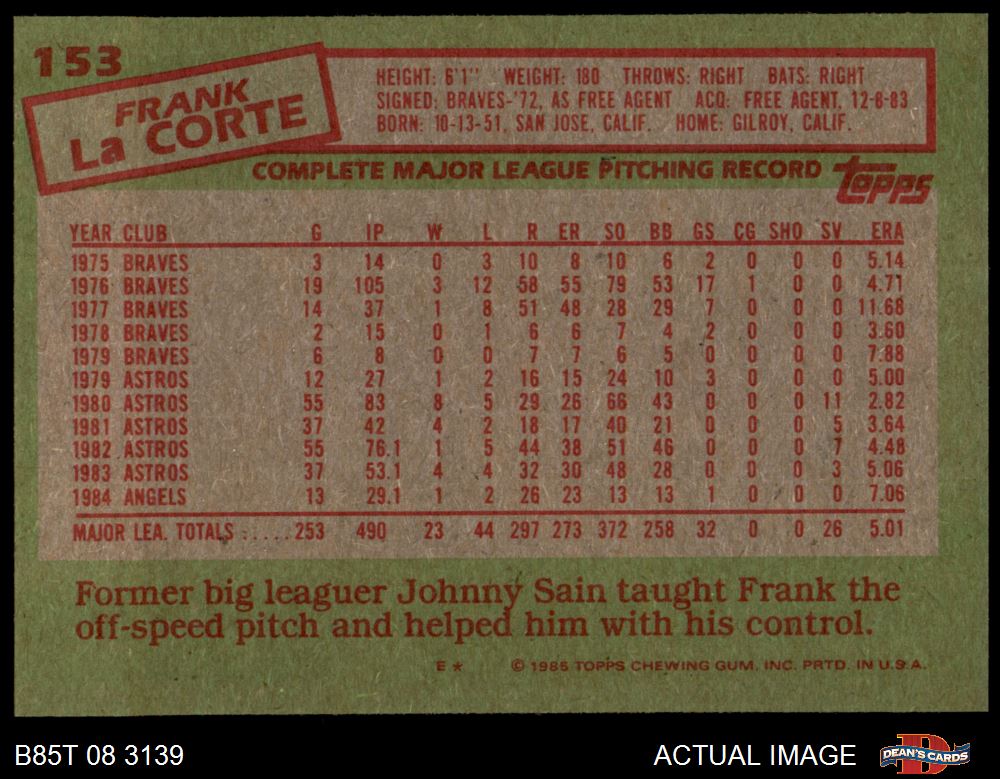 153
FRANK
La CORTE
HEIGHT: 6'1" WEIGHT: 180 THROWS: RIGHT BATS: RIGHT
SIGNED: BRAVES-'72, AS FREE AGENT ACQ: FREE AGENT, 12-8-83
BORN: 10-13-51, SAN JOSE, CALIF. HOME: GILROY, CALIF.
COMPLETE MAJOR LEAGUE PITCHING RECORD topps
YEAR CLUB G IP W L R ER SO BB GS CG SHO SV ERA
1975 BRAVES 3 14 0 3 10 8 10 6 2 0 0 0 5.14
1976 BRAVES 19 105 3 12 58 55 79 53 17 1 0 0 4.71
1977 BRAVES 14 37 1 8 51 48 28 29 7 0 0 0 11.68
1978 BRAVES 2 15 0 1 6 6 7 4 2 0 0 0 3.60
1979 BRAVES 6 8 0 0 7 7 6 5 0 0 0 0 7.88
1979 ASTROS 12 27 1 2 16 15 24 10 3 0 0 0 5.00
1980 ASTROS 55 83 8 5 29 26 66 43 0 0 0 11 2.82
1981 ASTROS 37 42 4 2 18 17 40 21 0 0 0 5 3.64
1982 ASTROS 55 76.1 1 5 44 38 51 46 0 0 0 7 4.48
1983 ASTROS 37 53.1 4 4 32 30 48 28 0 0 0 3 5.06
1984 ANGELS 13 29.1 1 2 26 23 13 13 1 0 0 0 7.06
MAJOR LEA. TOTALS :.....253 490 23 44 297 273 372 258 32 0 0 26 5.01
Former big leaguer Johnny Sain taught Frank the
off-speed pitch and helped him with his control.
E * © 1985 TOPPS CHEWING GUM, INC. PRTD. IN U.S.A.
B85T 08 3139 ACTUAL IMAGE D DEAN'S CARDS